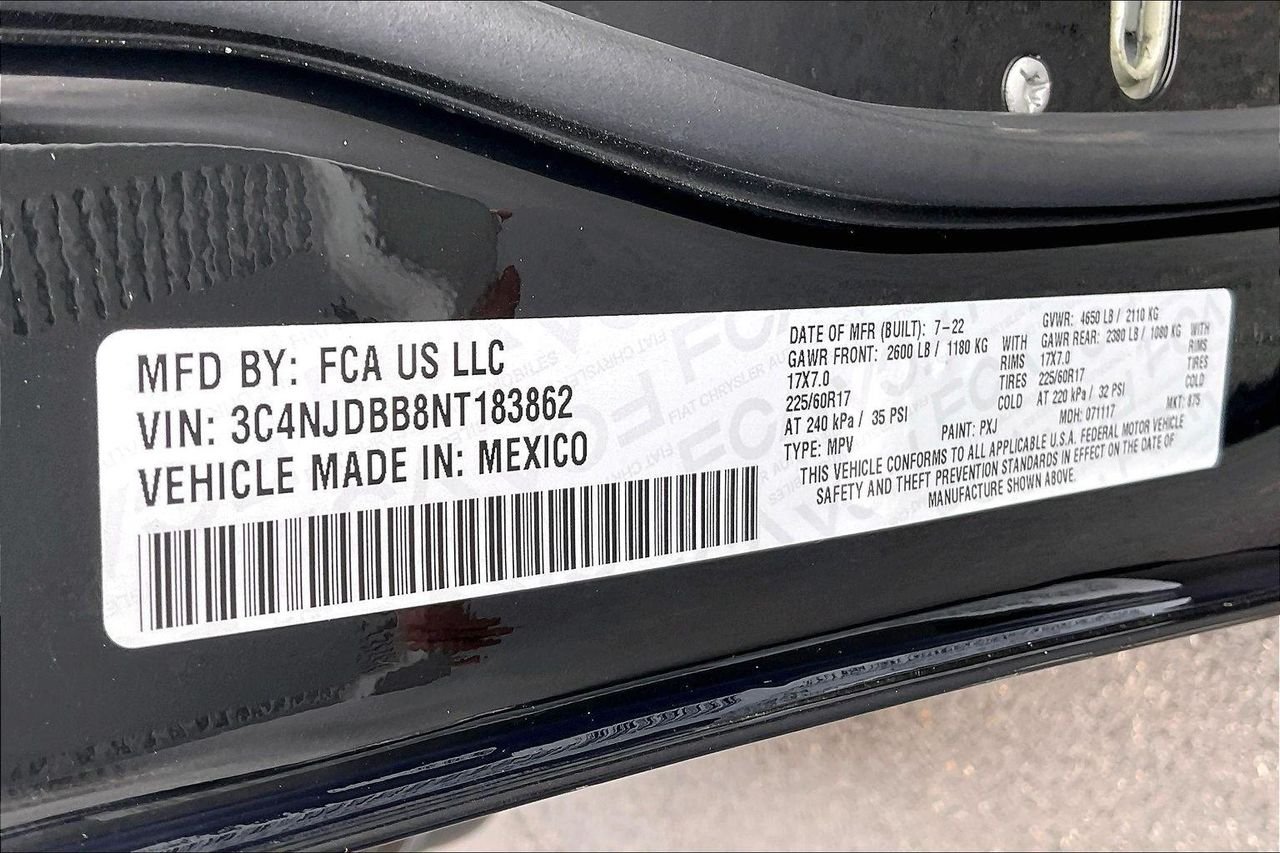 MFD BY: FCA US LLC
VIN: 3C4NJDBB8NT183862
VEHICLE MADE IN: MEXICO
DATE OF MFR (BUILT): 7-22
GVWR: 4650 LB / 2110 KG
GAWR FRONT: 2600 LB / 1180 KG WITH
GAWR REAR: 2380 LB / 1080 KG WITH
17X7.0 RIMS
17X7.0 RIMS
225/60R17 TIRES
225/60R17 TIRES
AT 240 kPa / 35 PSI COLD
AT 220 kPa / 32 PSI COLD
TYPE: MPV
PAINT: PXJ
MDH: 071117
MKT: 875
THIS VEHICLE CONFORMS TO ALL APPLICABLE U.S.A. FEDERAL MOTOR VEHICLE
SAFETY AND THEFT PREVENTION STANDARDS IN EFFECT ON THE DATE OF
MANUFACTURE SHOWN ABOVE.